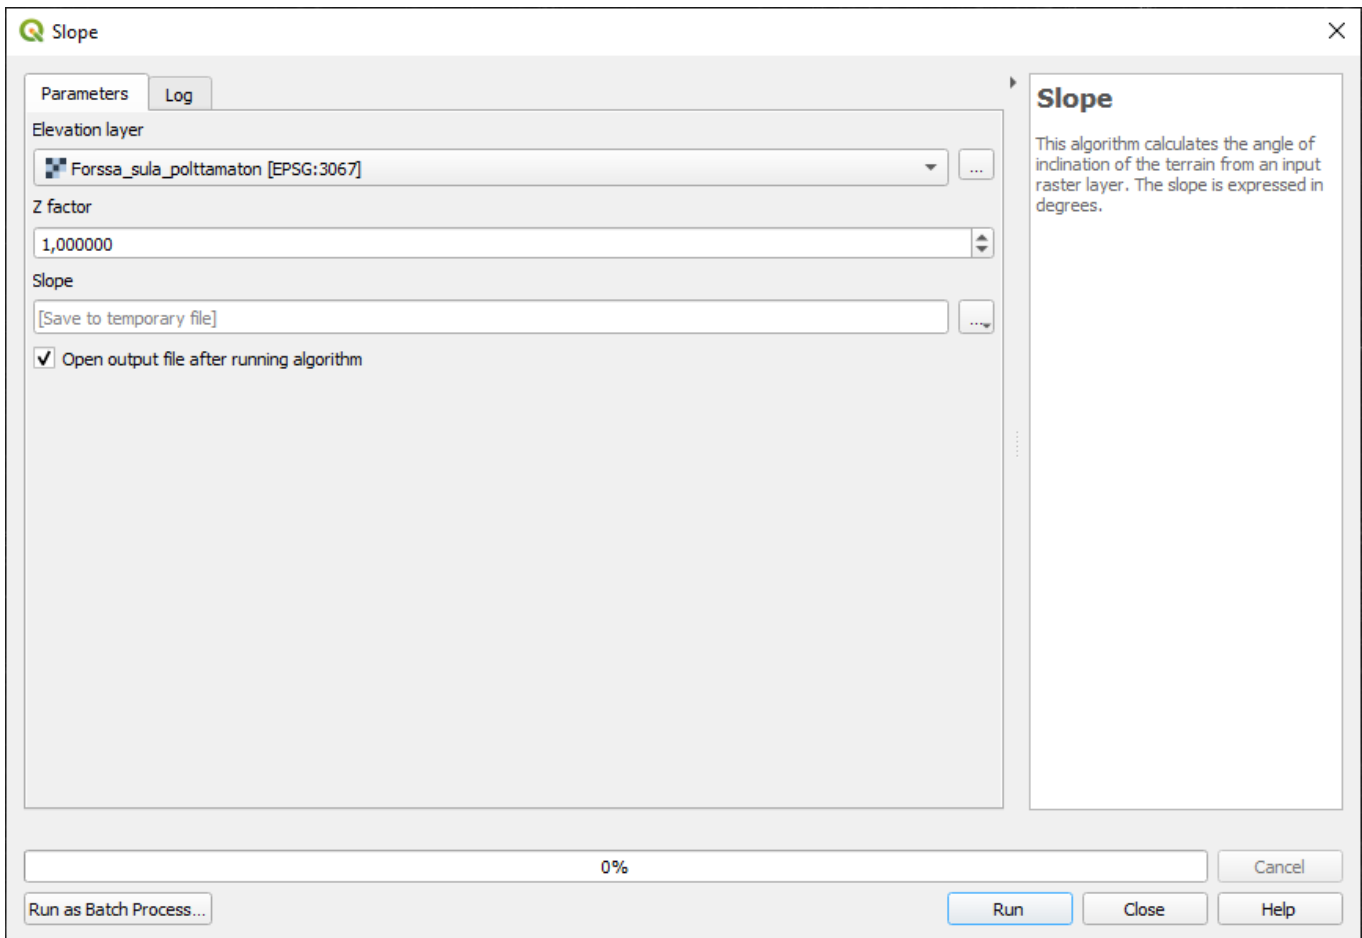 Slope
Parameters
Log
Elevation layer
Forssa_sula_polttamaton [EPSG:3067]
...
Z factor
1,000000
Slope
[Save to temporary file]
...
Open output file after running algorithm
Slope
This algorithm calculates the angle of
inclination of the terrain from an input
raster layer. The slope is expressed in
degrees.
0%
Cancel
Run as Batch Process...
Run
Close
Help